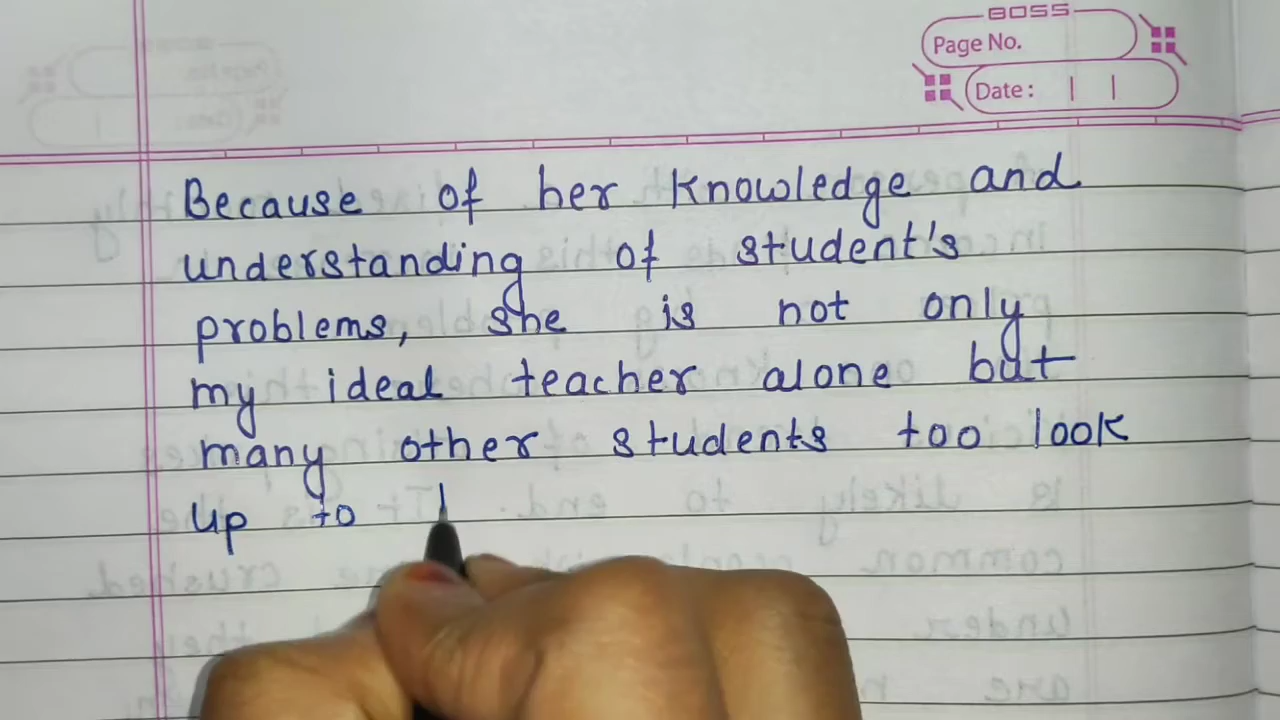 BOSS
Page No.
Date :
Because of her knowledge and
understanding of student's
problems, she is not only
my ideal teacher alone but
many other students too look
up to